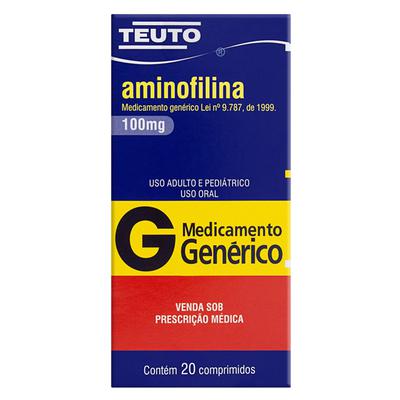 TEUTO
®
aminofilina
Medicamento genérico Lei nº 9.787, de 1999.
100mg
USO ADULTO E PEDIÁTRICO
USO ORAL
G Medicamento
Genérico
VENDA SOB
PRESCRIÇÃO MÉDICA
Contém 20 comprimidos